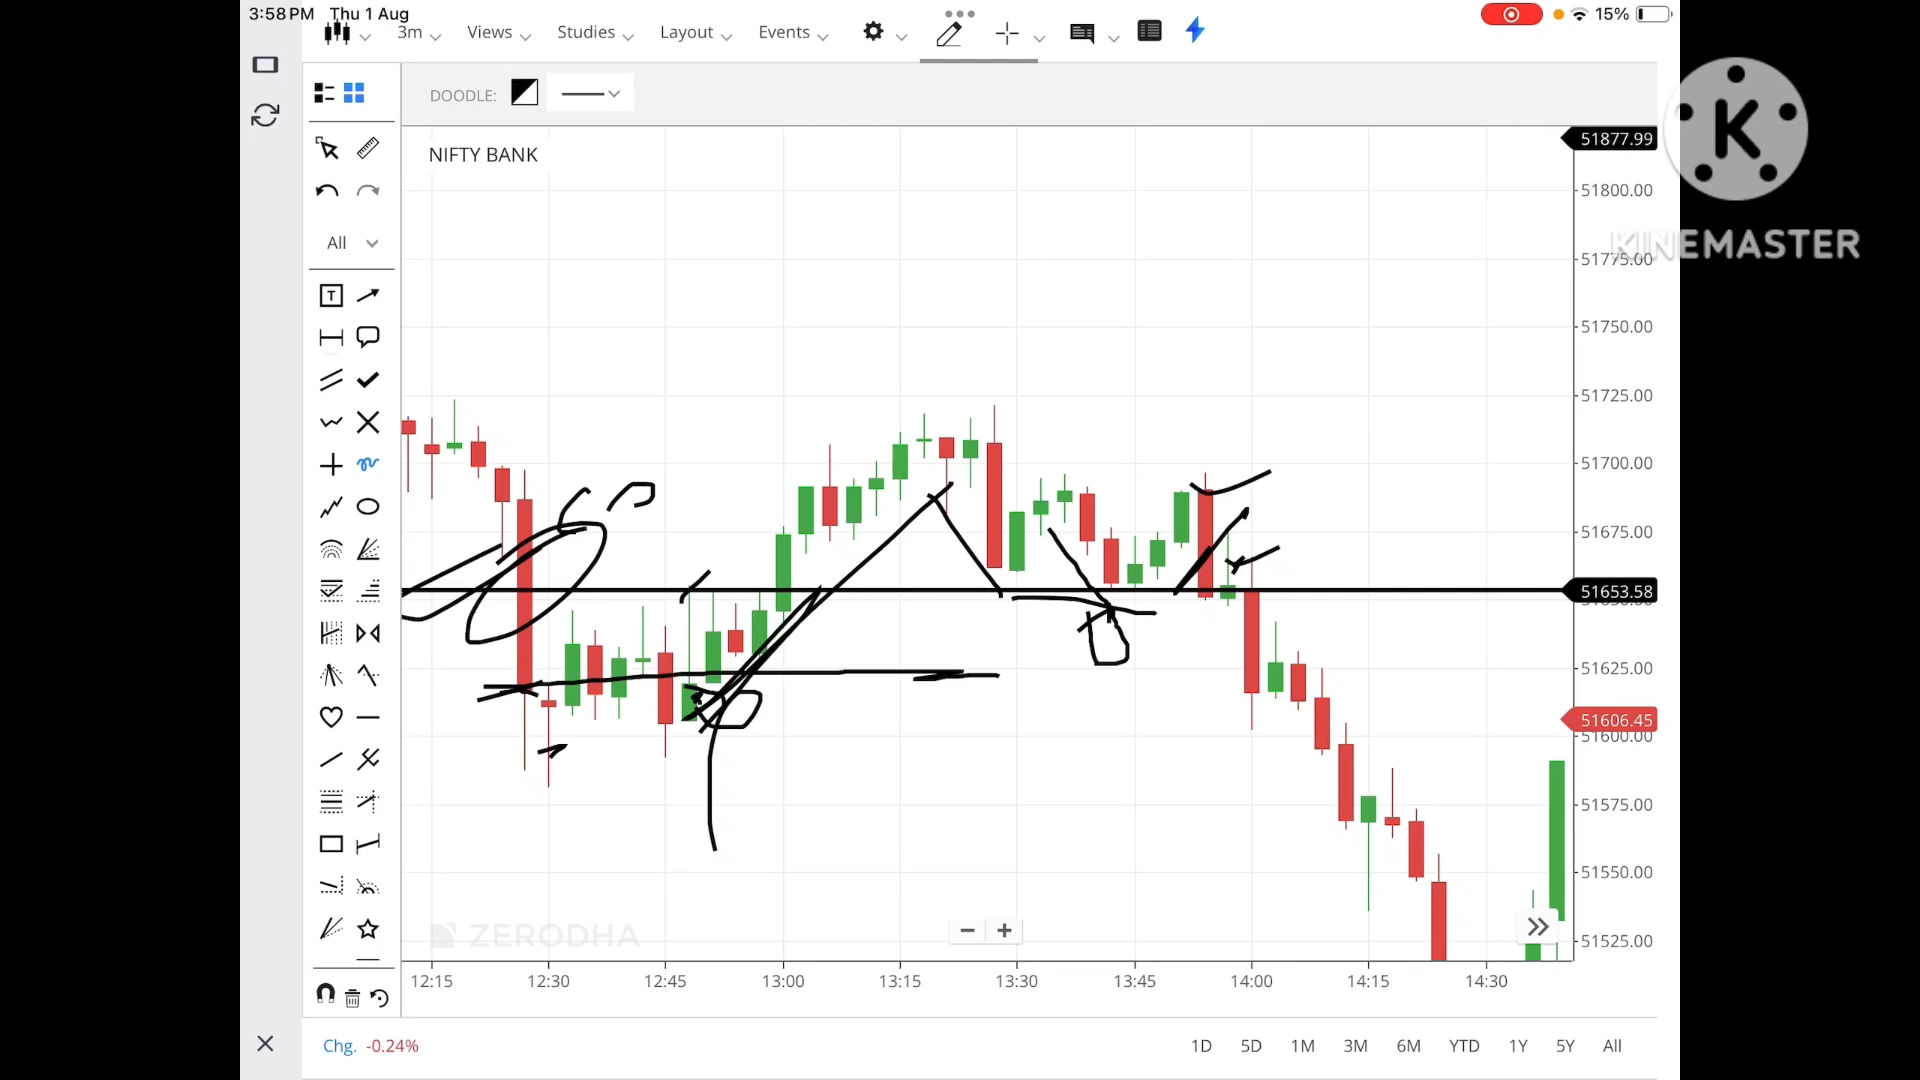 3:58 PM Thu 1 Aug
15%
3m Views Studies Layout Events
DOODLE:
NIFTY BANK
All
T
51877.99
51800.00
51775.00
51750.00
51725.00
51700.00
51675.00
51653.58
51625.00
51606.45
51600.00
51575.00
51550.00
51525.00
K
KINEMASTER
ZERODHA
12:15 12:30 12:45 13:00 13:15 13:30 13:45 14:00 14:15 14:30
Chg. -0.24%
1D 5D 1M 3M 6M YTD 1Y 5Y All